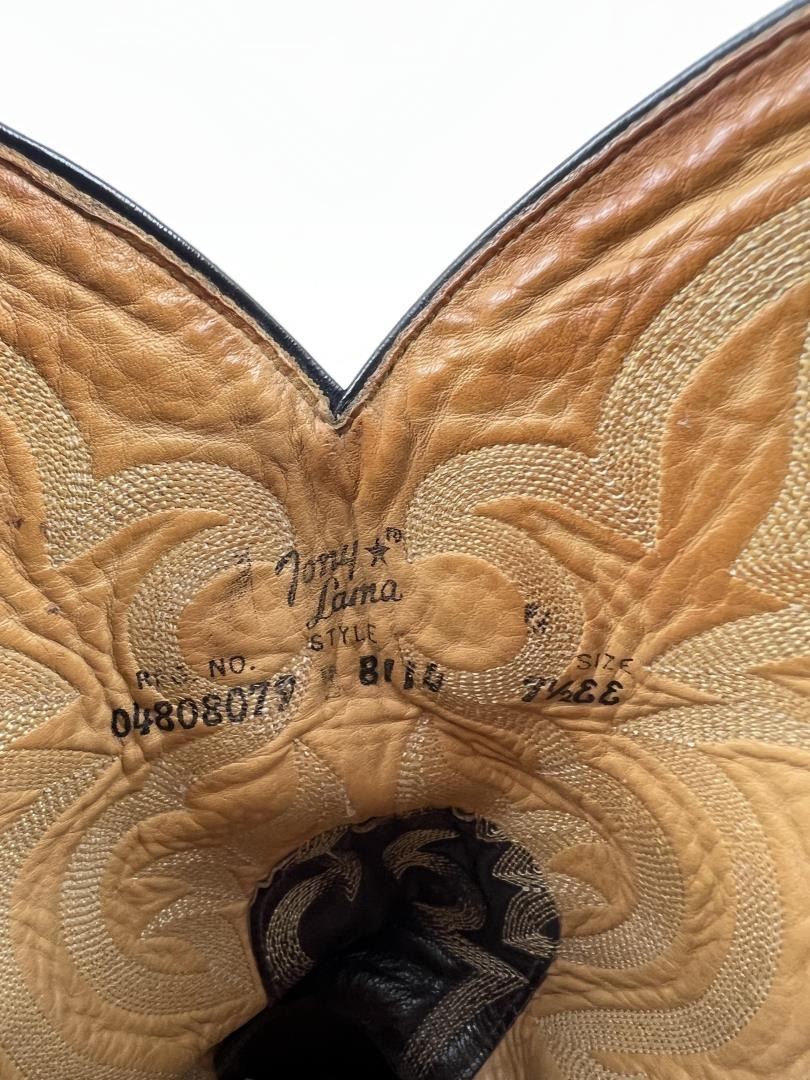 Tony
Lama
STYLE
REG. NO.
SIZE
04808079
8114
7½EE